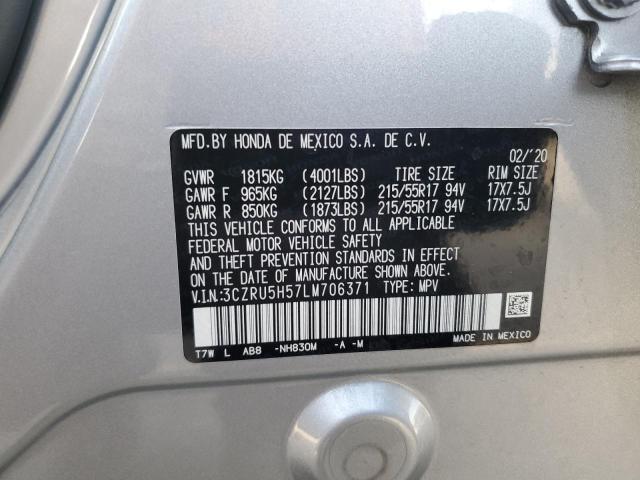 MFD.BY HONDA DE MEXICO S.A. DE C.V.
02/'20
GVWR 1815KG (4001LBS) TIRE SIZE RIM SIZE
GAWR F 965KG (2127LBS) 215/55R17 94V 17X7.5J
GAWR R 850KG (1873LBS) 215/55R17 94V 17X7.5J
THIS VEHICLE CONFORMS TO ALL APPLICABLE
FEDERAL MOTOR VEHICLE SAFETY
AND THEFT PREVENTION STANDARDS IN EFFECT
ON THE DATE OF MANUFACTURE SHOWN ABOVE.
V.I.N.:3CZRU5H57LM706371 TYPE: MPV
T7W L AB8 -NH830M -A -M
MADE IN MEXICO